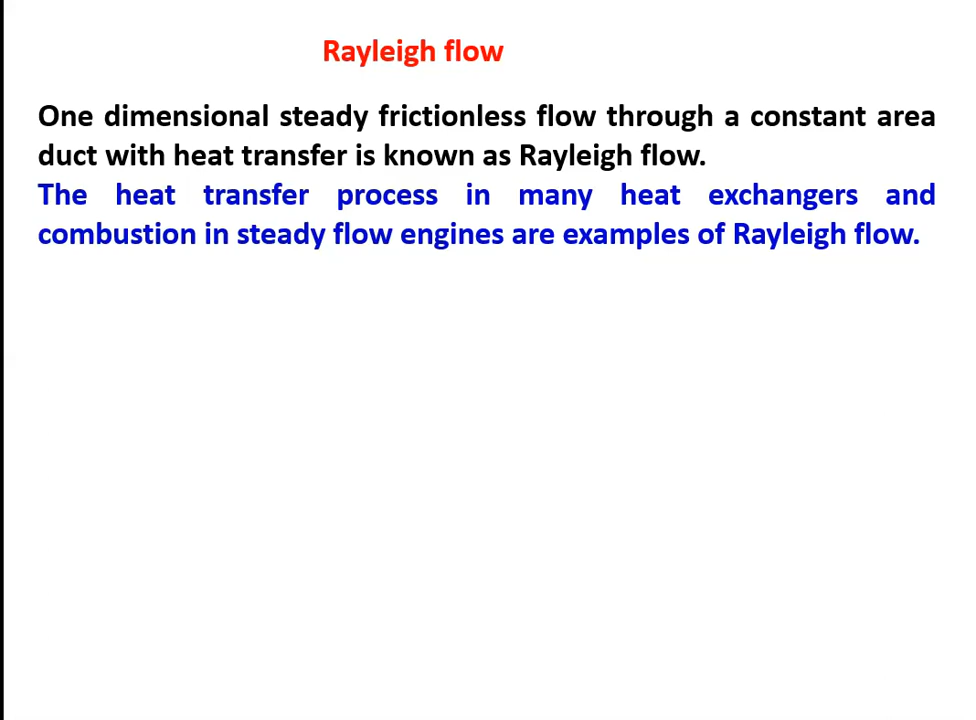 Rayleigh flow
One dimensional steady frictionless flow through a constant area
duct with heat transfer is known as Rayleigh flow.
The heat transfer process in many heat exchangers and
combustion in steady flow engines are examples of Rayleigh flow.